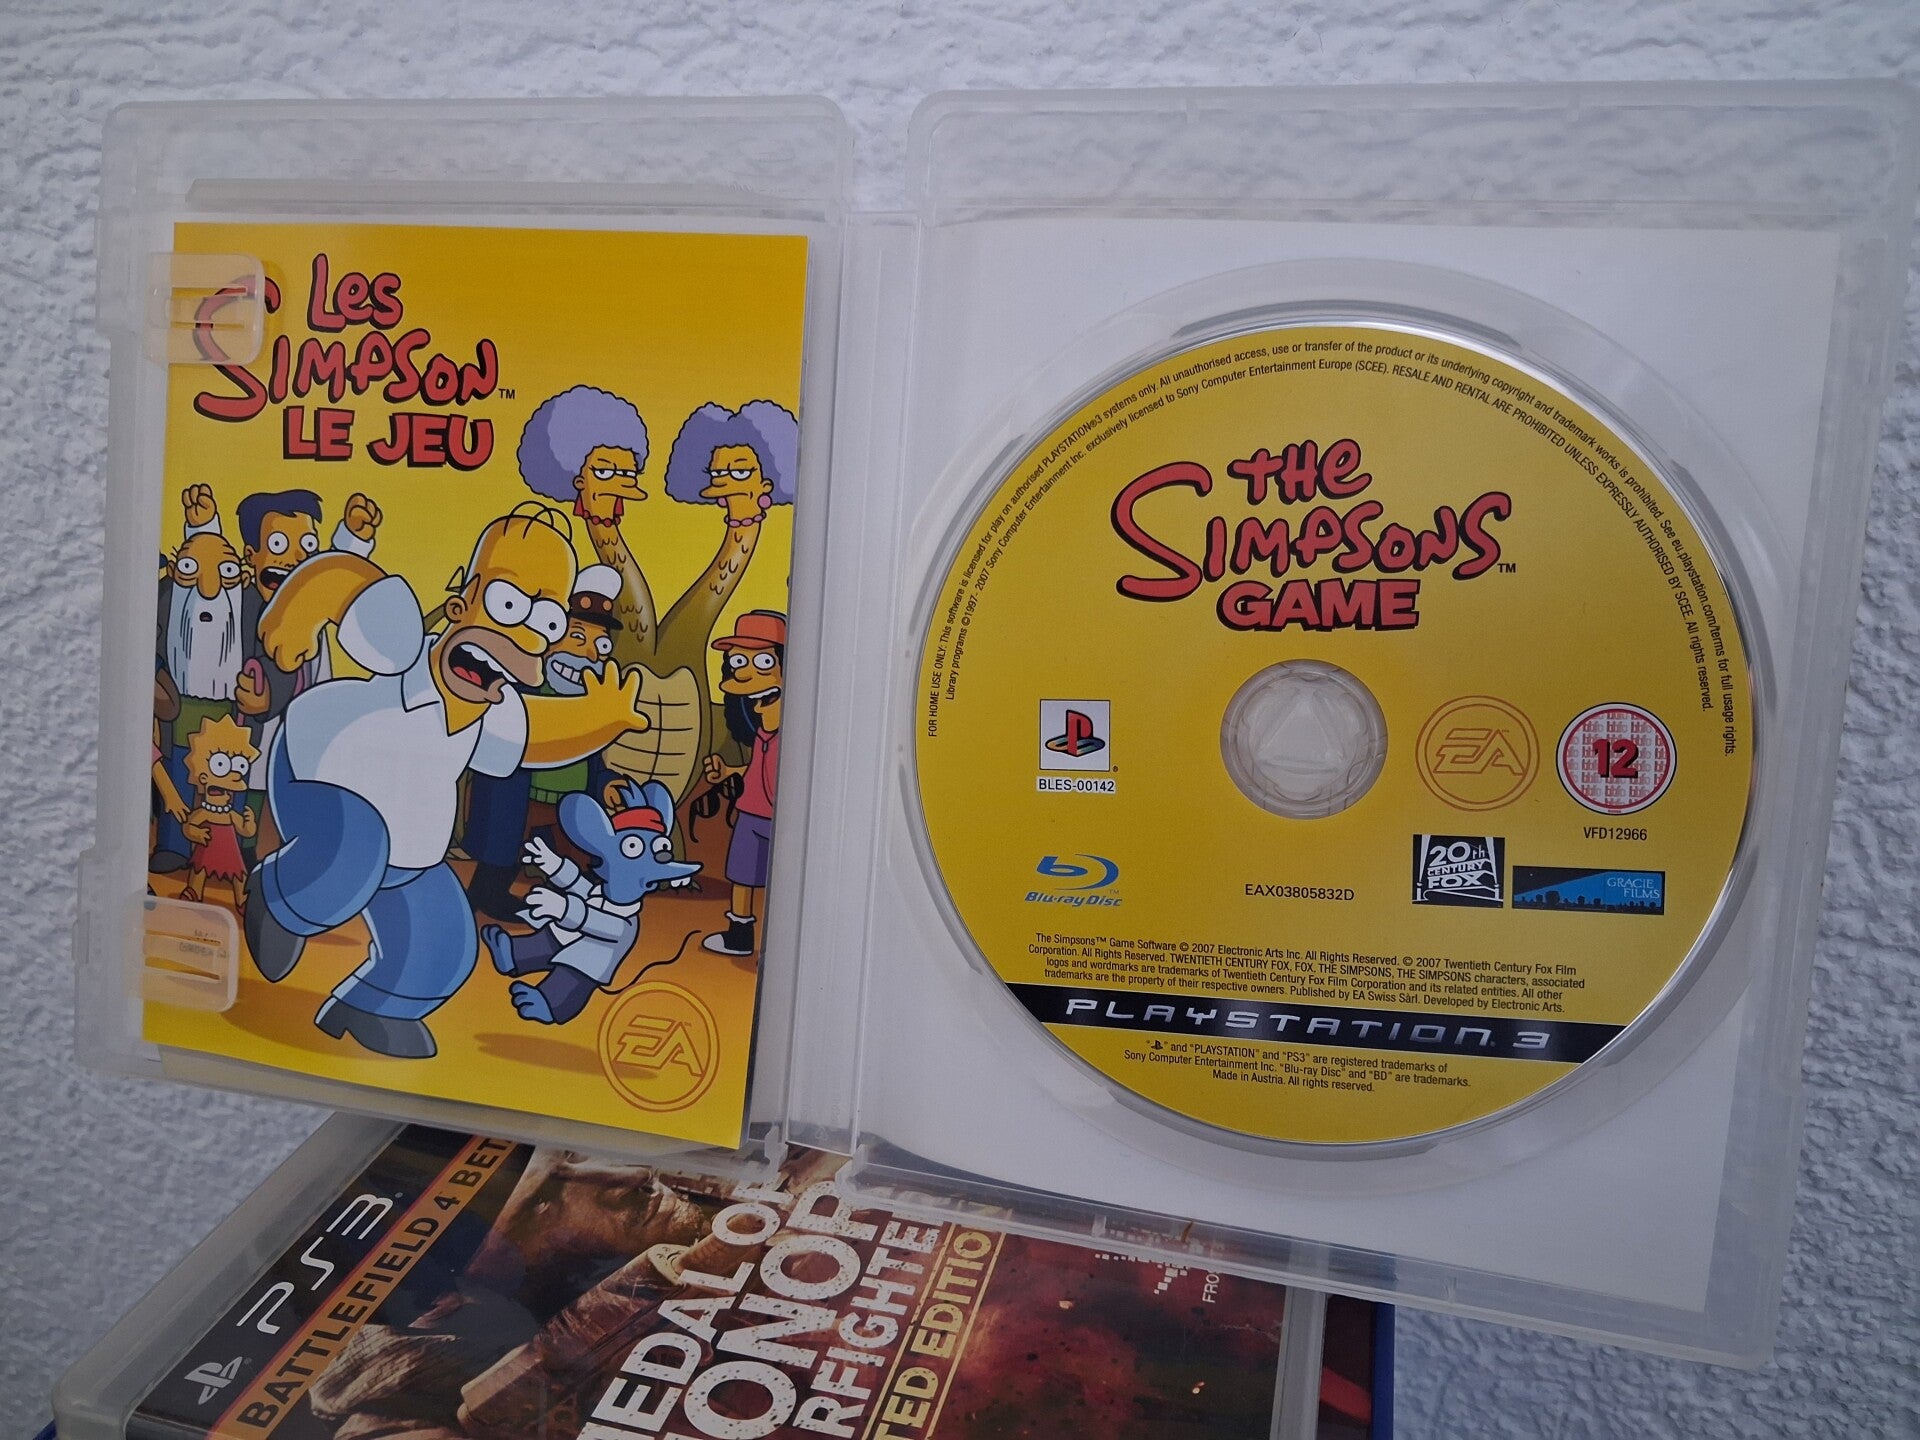 Les
SIMPSON™
LE JEU
EA
FOR HOME USE ONLY: This software is licensed for play on authorised PLAYSTATION®3 systems only. All unauthorised access, use or transfer of the product or its underlying copyright and trademark works is prohibited. See eu.playstation.com/terms for full usage rights.
Library programs ©1997-2007 Sony Computer Entertainment Inc. exclusively licensed to Sony Computer Entertainment Europe (SCEE). RESALE AND RENTAL ARE PROHIBITED UNLESS EXPRESSLY AUTHORISED BY SCEE. All rights reserved.
THE
SIMPSONS™
GAME
BLES-00142
EA
12
VFD12966
Blu-ray Disc™
EAX03805832D
20th
CENTURY
FOX
GRACIE
FILMS
The Simpsons™ Game Software © 2007 Electronic Arts Inc. All Rights Reserved. © 2007 Twentieth Century Fox Film
Corporation. All Rights Reserved. TWENTIETH CENTURY FOX, FOX, THE SIMPSONS, THE SIMPSONS characters, associated
logos and wordmarks are trademarks of Twentieth Century Fox Film Corporation and its related entities. All other
trademarks are the property of their respective owners. Published by EA Swiss Sàrl. Developed by Electronic Arts.
PLAYSTATION 3
" " and "PLAYSTATION" and "PS3" are registered trademarks of
Sony Computer Entertainment Inc. "Blu-ray Disc" and "BD" are trademarks.
Made in Austria. All rights reserved.
PS3
BATTLEFIELD 4 BET
MEDAL OF
HONOR
RFIGHTE
TED EDITIO
FRO